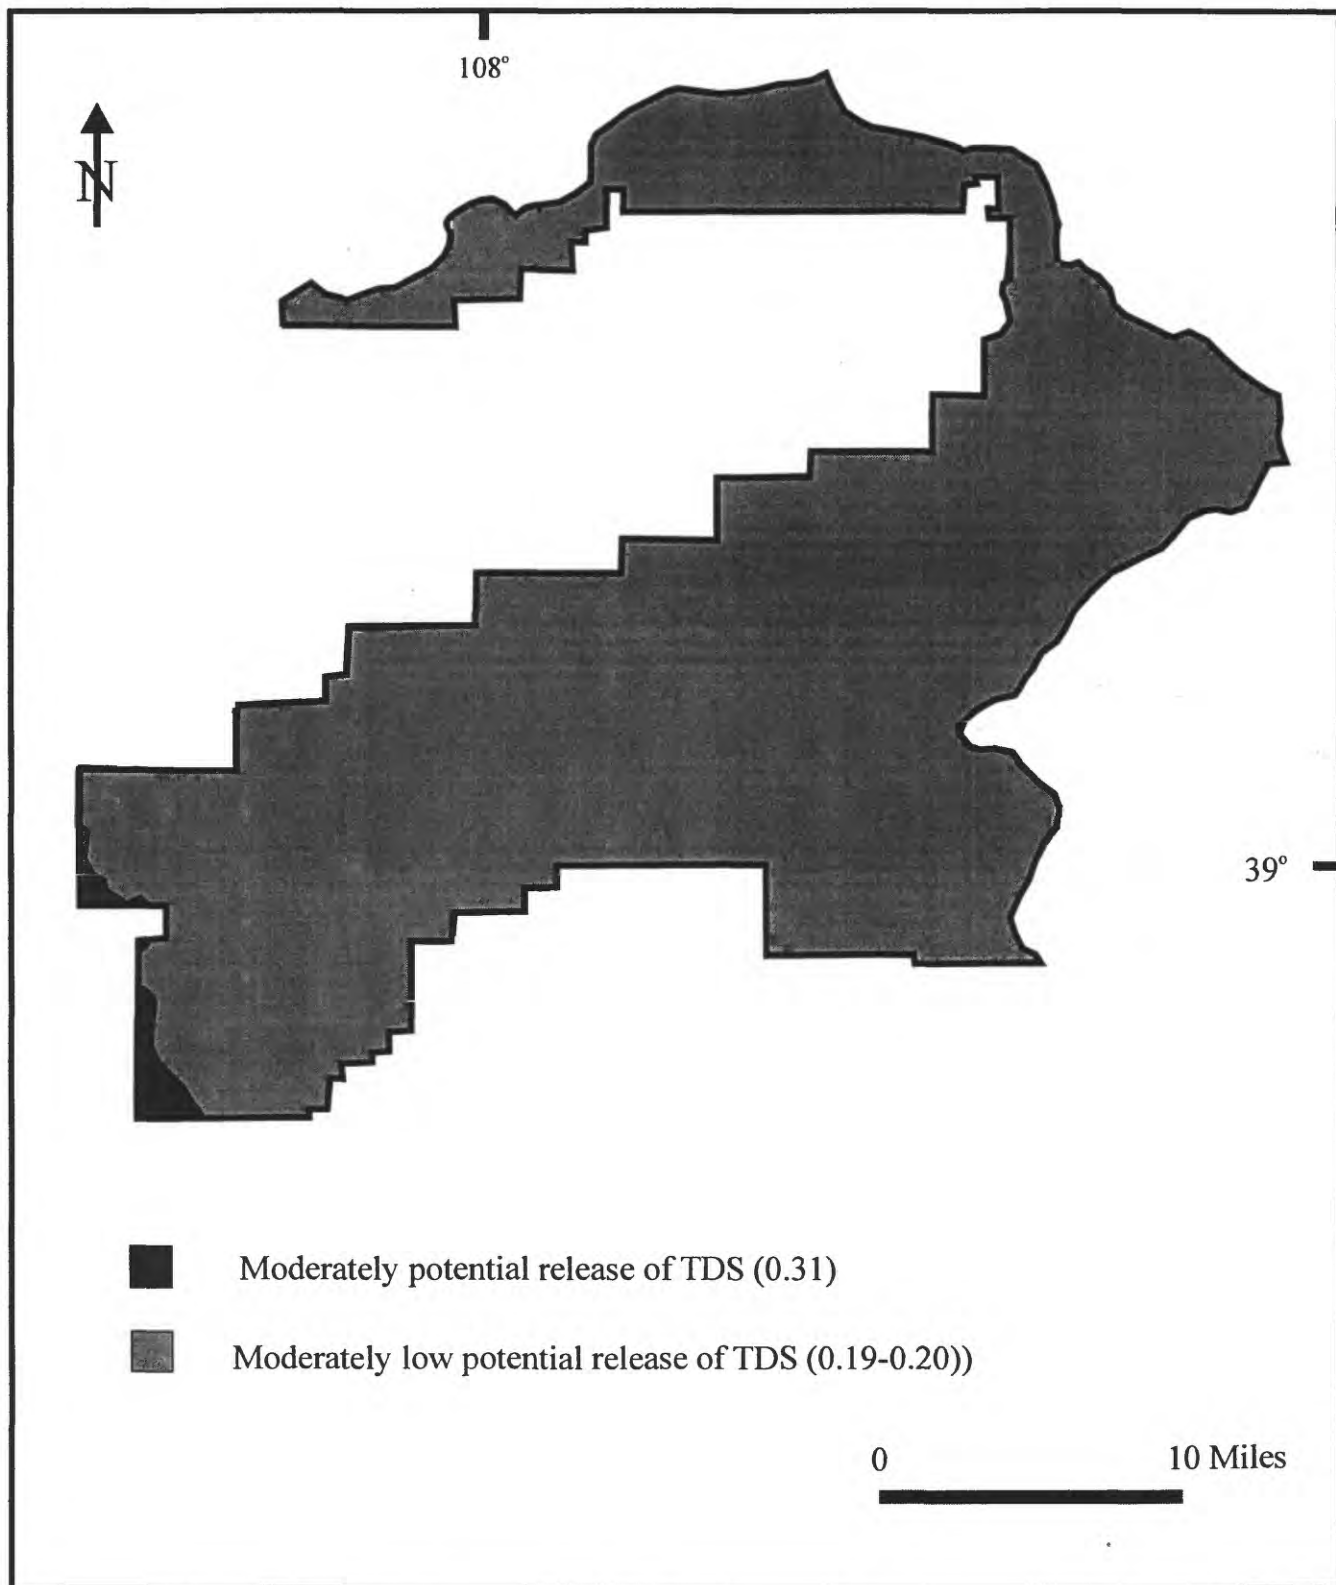 108°
N
39°
Moderately potential release of TDS (0.31)
Moderately low potential release of TDS (0.19-0.20))
0 10 Miles